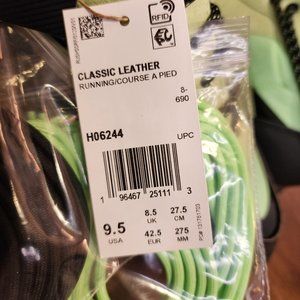 RFID
CLASSIC LEATHER
RUNNING/COURSE A PIED
8-
690
H06244
UPC
1 96467 25111 3
9.5 8.5 27.5
USA UK CM
42.5 275
EUR MM